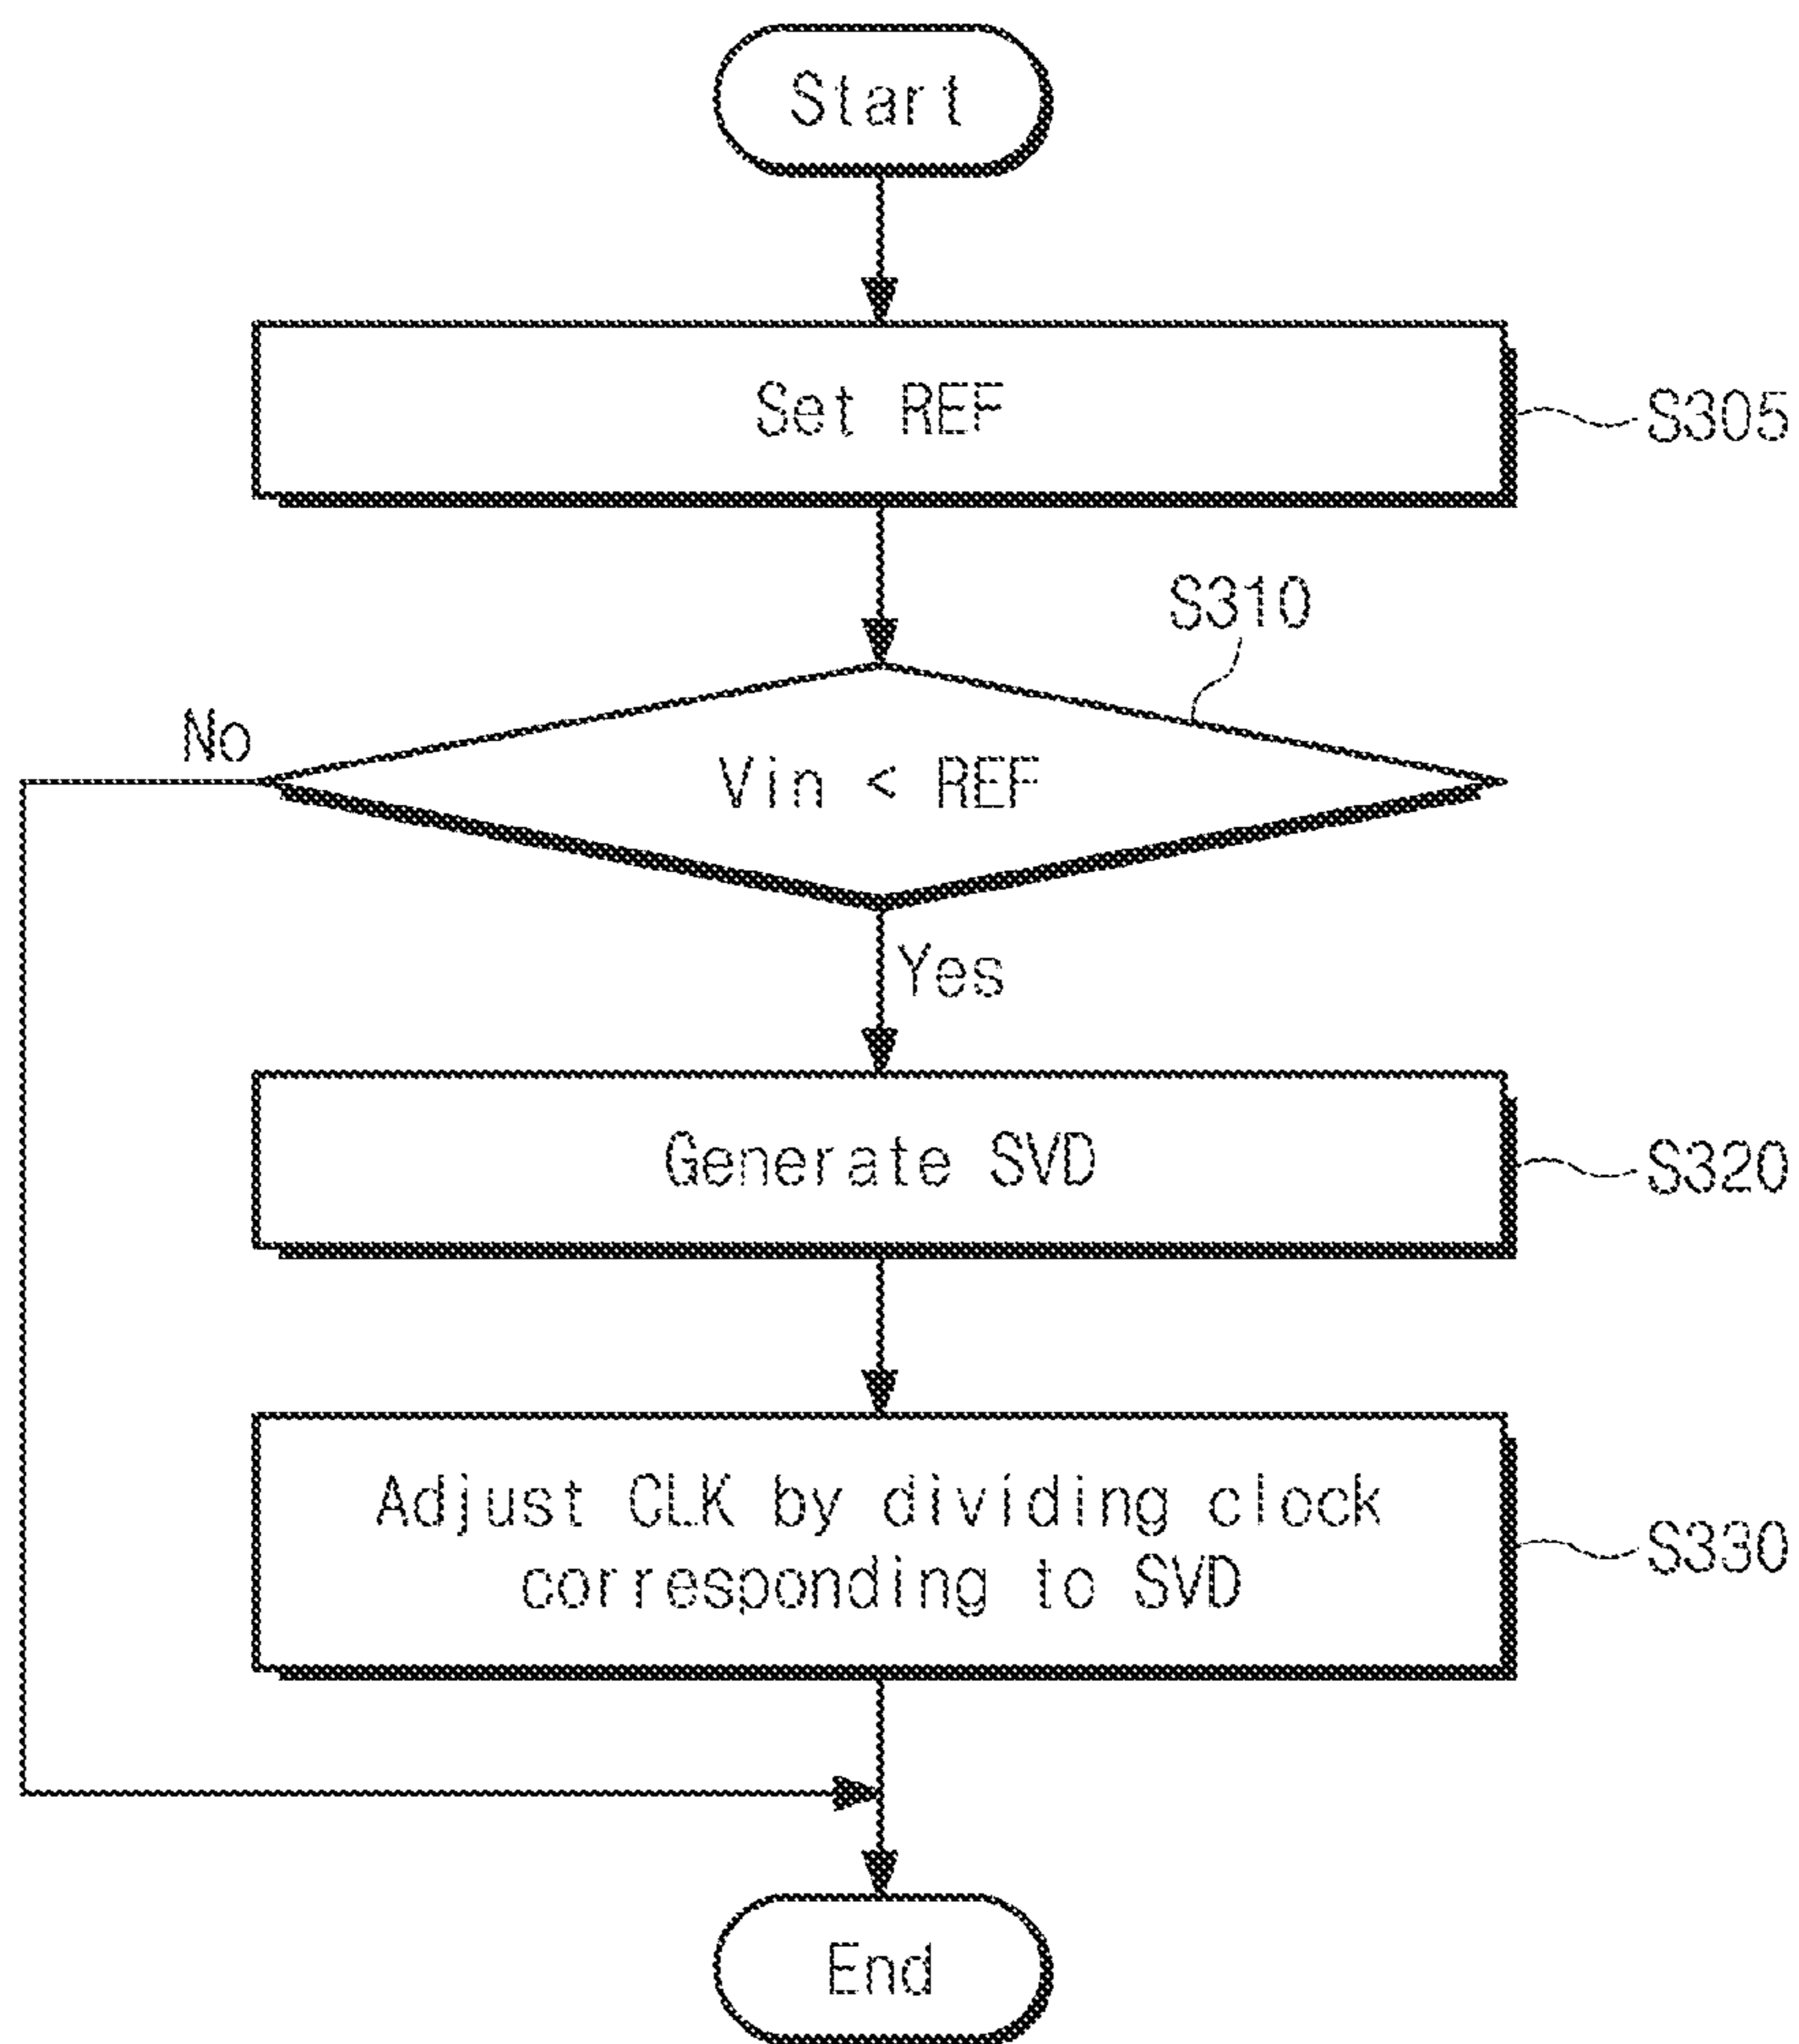 Start
Set REF
S305
S310
No
Vin < REF
Yes
Generate SVD
S320
Adjust CLK by dividing clock
corresponding to SVD
S330
End